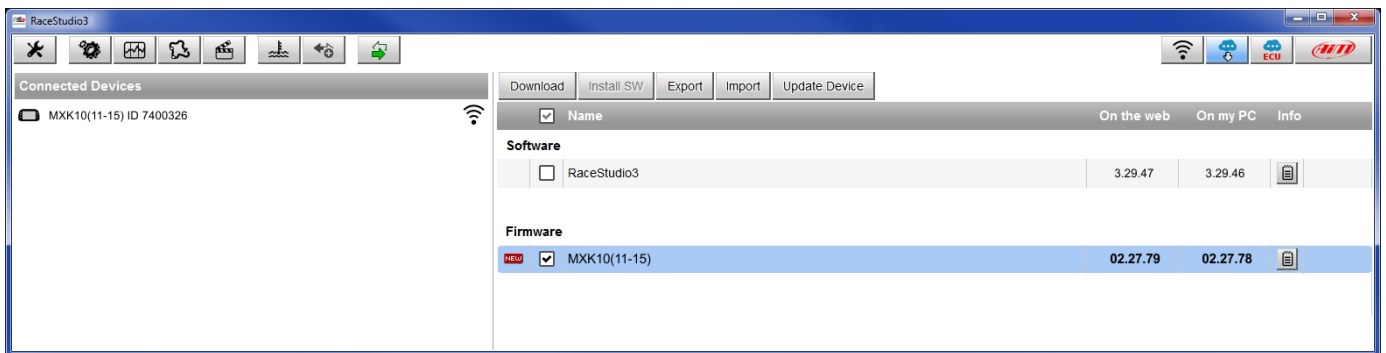 RaceStudio3
ECU
AiM
Connected Devices
MXK10(11-15) ID 7400326
Download Install SW Export Import Update Device
Name On the web On my PC Info
Software
RaceStudio3 3.29.47 3.29.46
Firmware
NEW MXK10(11-15) 02.27.79 02.27.78